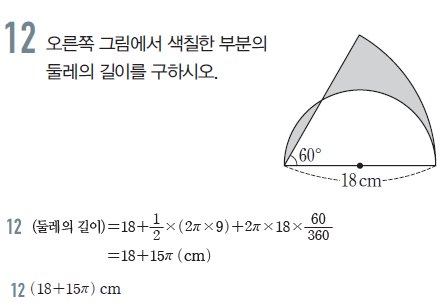 12 오른쪽 그림에서 색칠한 부분의
둘레의 길이를 구하시오.
60°
18 cm
12 (둘레의 길이)=18+\frac{1}{2}×(2π×9)+2π×18×\frac{60}{360}
=18+15π (cm)
12 (18+15π) cm